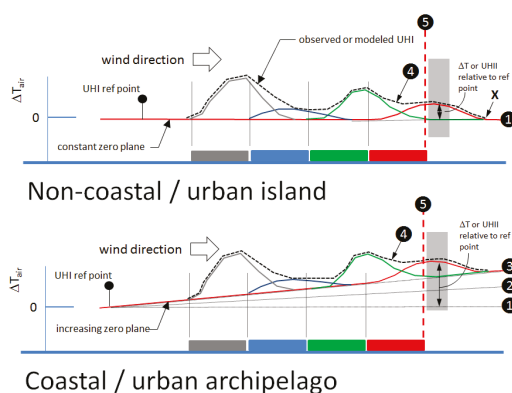 5
wind direction
observed or modeled UHI
UHI ref point
4
ΔT or UHII
relative to ref
point
X
ΔTair
0
1
constant zero plane
Non-coastal / urban island
5
wind direction
4
ΔT or UHII
relative to ref
point
UHI ref point
3
2
ΔTair
0
1
increasing zero plane
Coastal / urban archipelago